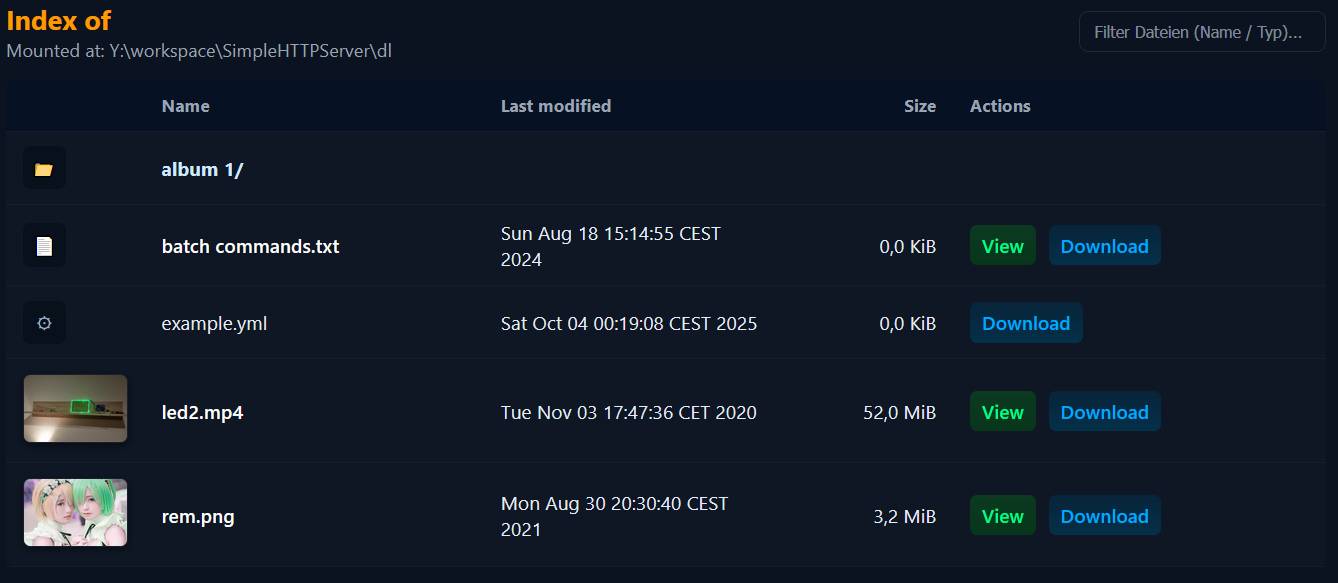 Index of
Mounted at: Y:\workspace\SimpleHTTPServer\dl
Filter Dateien (Name / Typ)...
Name Last modified Size Actions
album 1/
batch commands.txt Sun Aug 18 15:14:55 CEST 2024 0,0 KiB View Download
example.yml Sat Oct 04 00:19:08 CEST 2025 0,0 KiB Download
led2.mp4 Tue Nov 03 17:47:36 CET 2020 52,0 MiB View Download
rem.png Mon Aug 30 20:30:40 CEST 2021 3,2 MiB View Download